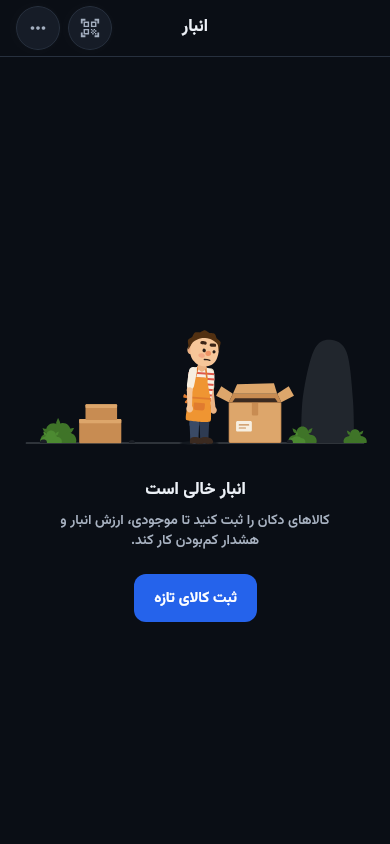 انبار
انبار خالی است
کالاهای دکان را ثبت کنید تا موجودی، ارزش انبار و
هشدار کم‌بودن کار کند.
ثبت کالای تازه